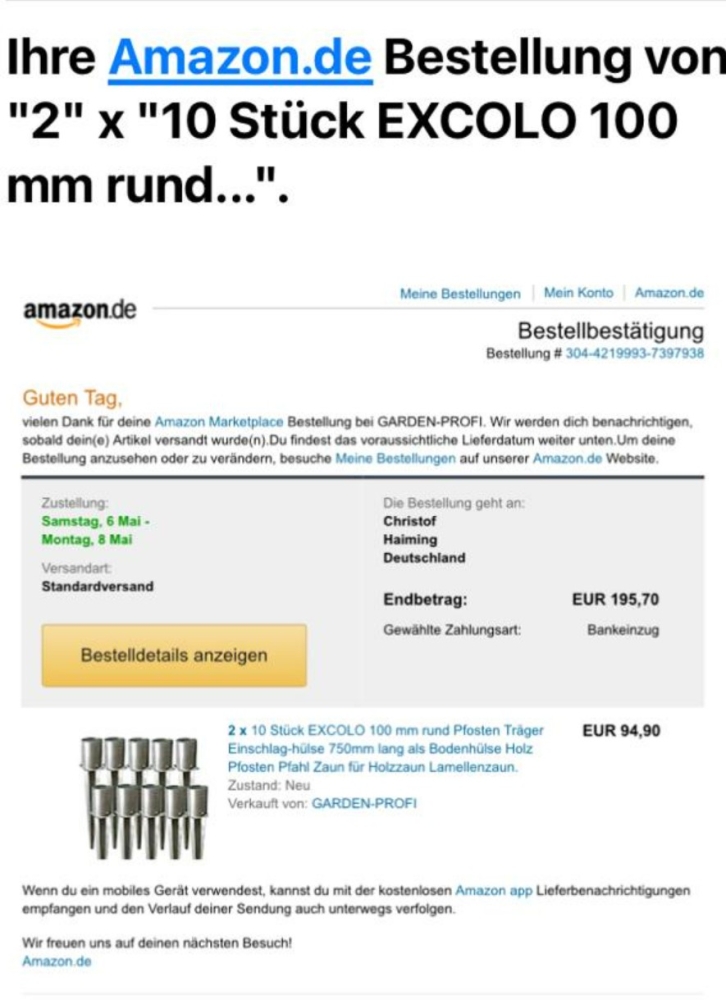 Ihre Amazon.de Bestellung von
"2" x "10 Stück EXCOLO 100
mm rund...".
Meine Bestellungen | Mein Konto | Amazon.de
amazon.de
Bestellbestätigung
Bestellung # 304-4219993-7397938
Guten Tag,
vielen Dank für deine Amazon Marketplace Bestellung bei GARDEN-PROFI. Wir werden dich benachrichtigen,
sobald dein(e) Artikel versandt wurde(n).Du findest das voraussichtliche Lieferdatum weiter unten.Um deine
Bestellung anzusehen oder zu verändern, besuche Meine Bestellungen auf unserer Amazon.de Website.
Zustellung:
Samstag, 6 Mai -
Montag, 8 Mai
Versandart:
Standardversand
Bestelldetails anzeigen
Die Bestellung geht an:
Christof
Haiming
Deutschland
Endbetrag: EUR 195,70
Gewählte Zahlungsart: Bankeinzug
2 x 10 Stück EXCOLO 100 mm rund Pfosten Träger EUR 94,90
Einschlag-hülse 750mm lang als Bodenhülse Holz
Pfosten Pfahl Zaun für Holzzaun Lamellenzaun.
Zustand: Neu
Verkauft von: GARDEN-PROFI
Wenn du ein mobiles Gerät verwendest, kannst du mit der kostenlosen Amazon app Lieferbenachrichtigungen
empfangen und den Verlauf deiner Sendung auch unterwegs verfolgen.
Wir freuen uns auf deinen nächsten Besuch!
Amazon.de